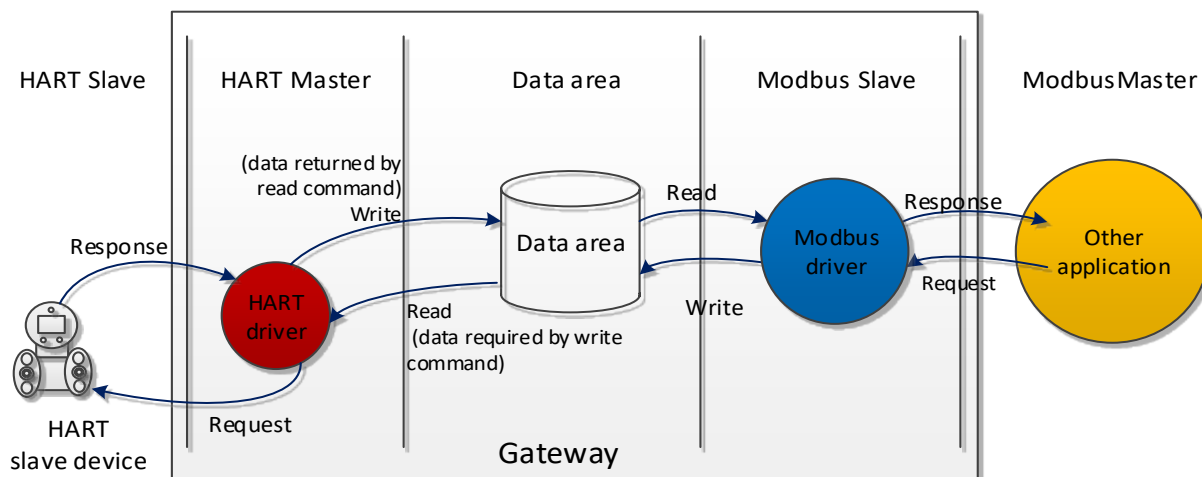 HART Slave
HART Master
Data area
Modbus Slave
ModbusMaster
(data returned by
read command)
Write
Read
Response
Response
Data area
Modbus
driver
Other
application
HART
driver
Read
(data required by write
command)
Write
Request
Request
HART
slave device
Gateway